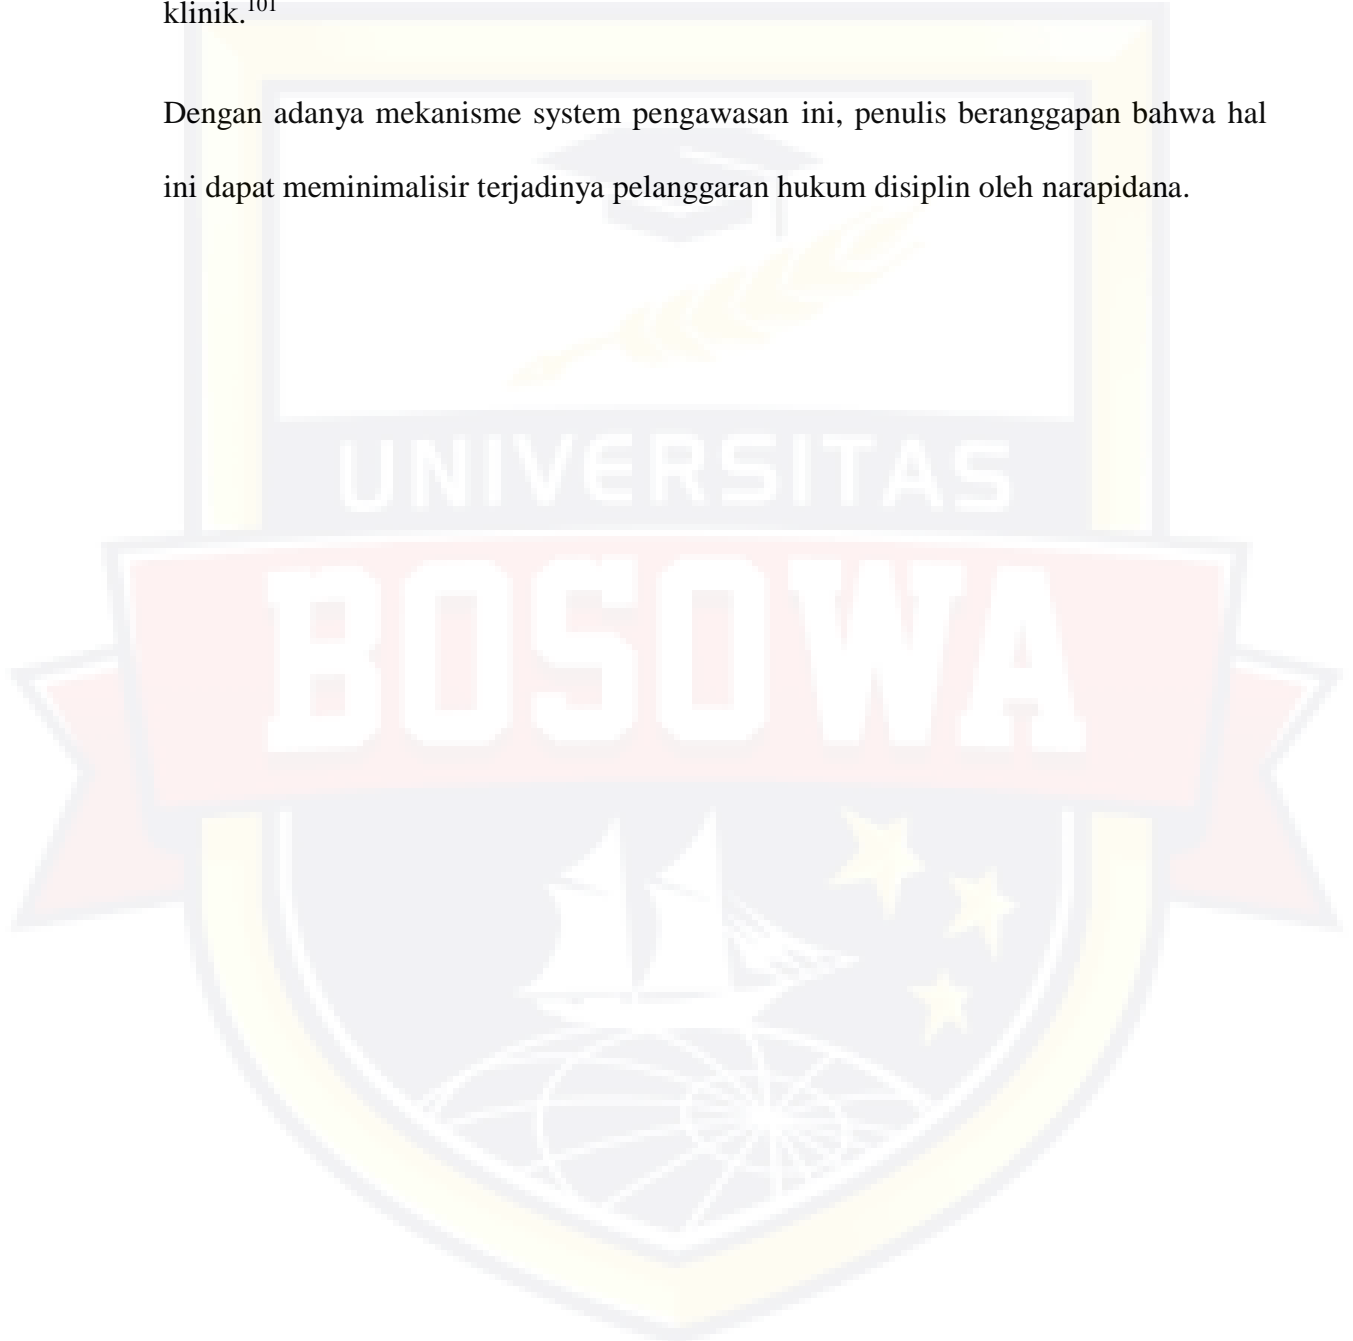 klinik.101
Dengan adanya mekanisme system pengawasan ini, penulis beranggapan bahwa hal
ini dapat meminimalisir terjadinya pelanggaran hukum disiplin oleh narapidana.
UNIVERSITAS
BOSOWA